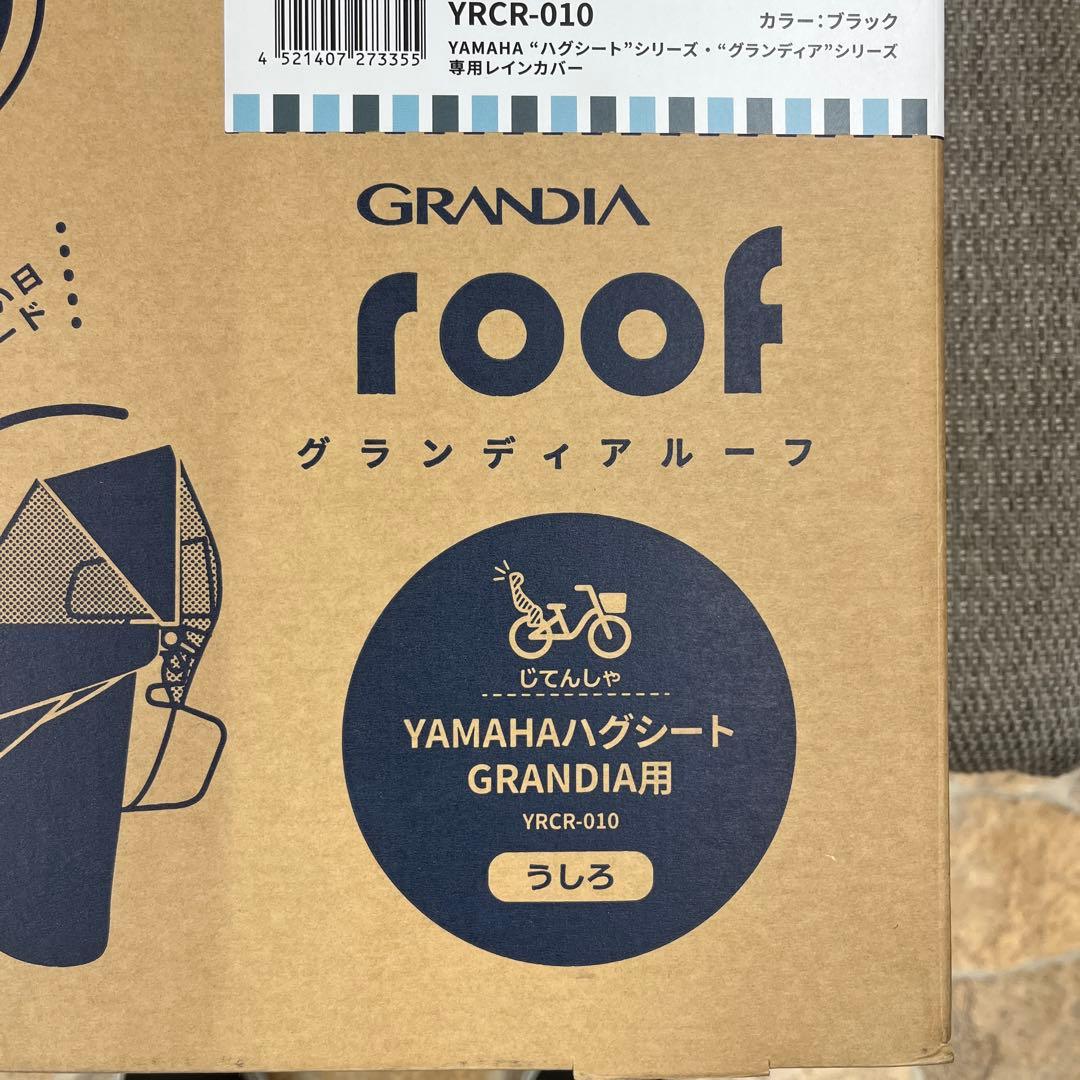 YRCR-010
カラー:ブラック
4 521407 273355
YAMAHA “ハグシート”シリーズ・“グランディア”シリーズ
専用レインカバー
GRANDIA
roof
グランディアルーフ
い日
ード
じてんしゃ
YAMAHAハグシート
GRANDIA用
YRCR-010
うしろ